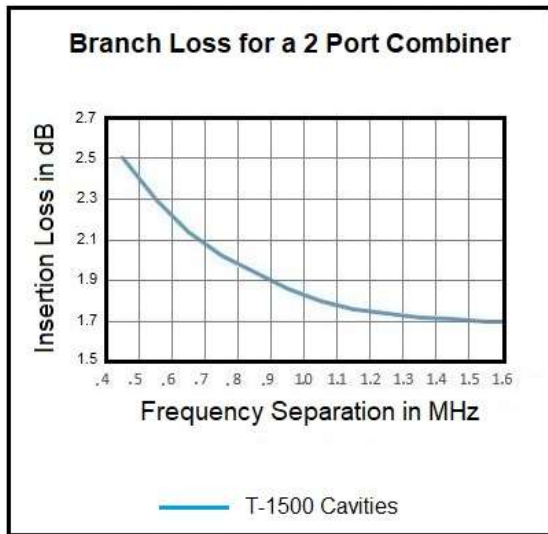 Branch Loss for a 2 Port Combiner
Insertion Loss in dB
2.7
2.5
2.3
2.1
1.9
1.7
1.5
.4 .5 .6 .7 .8 .9 1.0 1.1 1.2 1.3 1.4 1.5 1.6
Frequency Separation in MHz
T-1500 Cavities